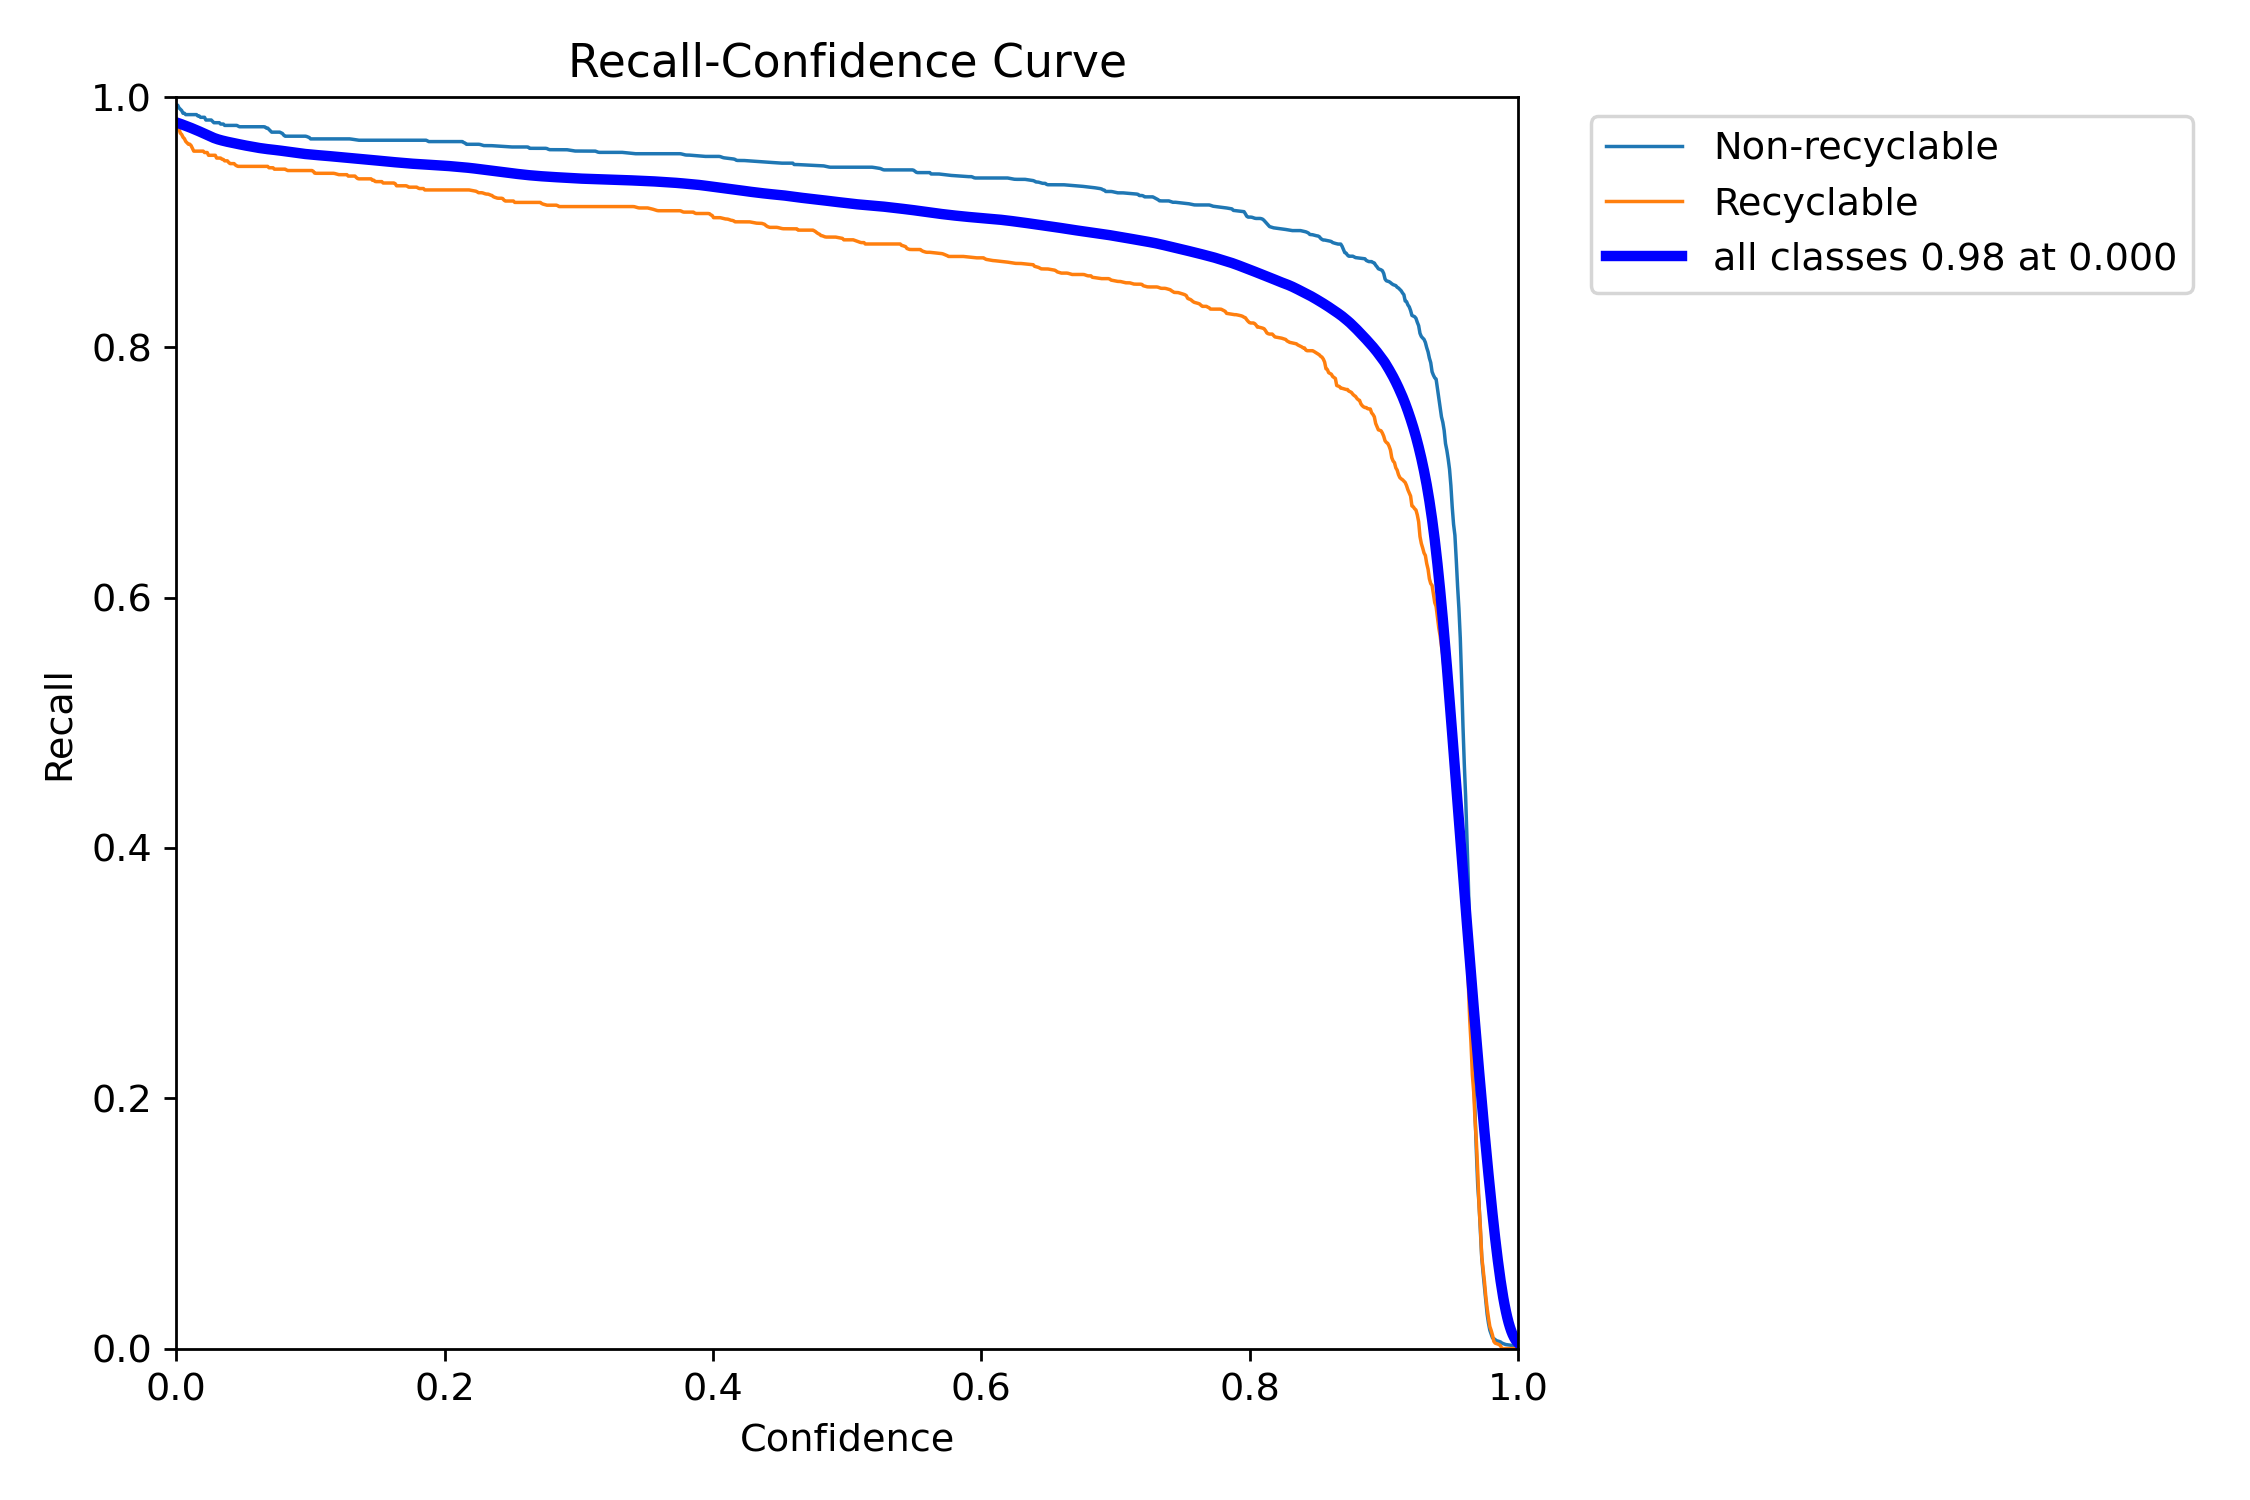 Recall-Confidence Curve
1.0
0.8
0.6
0.4
0.2
0.0
Recall
0.0 0.2 0.4 0.6 0.8 1.0
Confidence
Non-recyclable
Recyclable
all classes 0.98 at 0.000